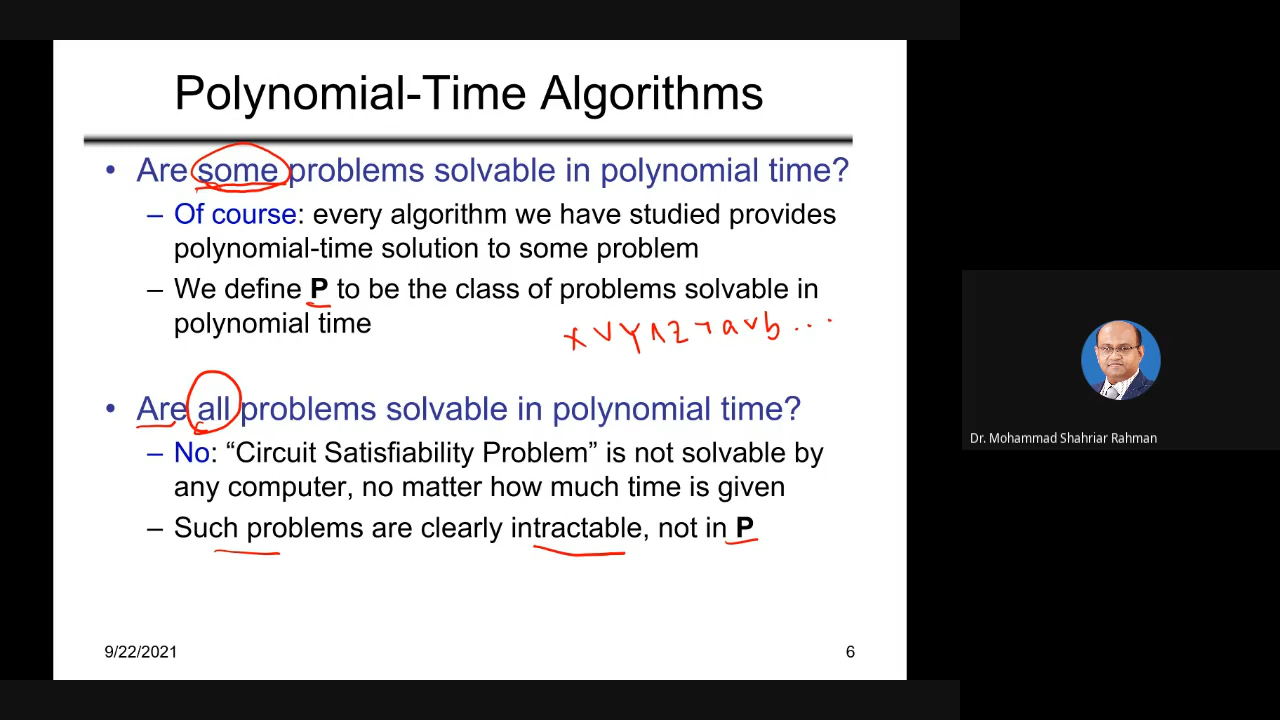 Polynomial-Time Algorithms
• Are some problems solvable in polynomial time?
– Of course: every algorithm we have studied provides
polynomial-time solution to some problem
– We define P to be the class of problems solvable in
polynomial time
x ∨ y ∧ z ¬ a ∨ b ...
• Are all problems solvable in polynomial time?
– No: “Circuit Satisfiability Problem” is not solvable by
any computer, no matter how much time is given
– Such problems are clearly intractable, not in P
9/22/2021
6
Dr. Mohammad Shahriar Rahman